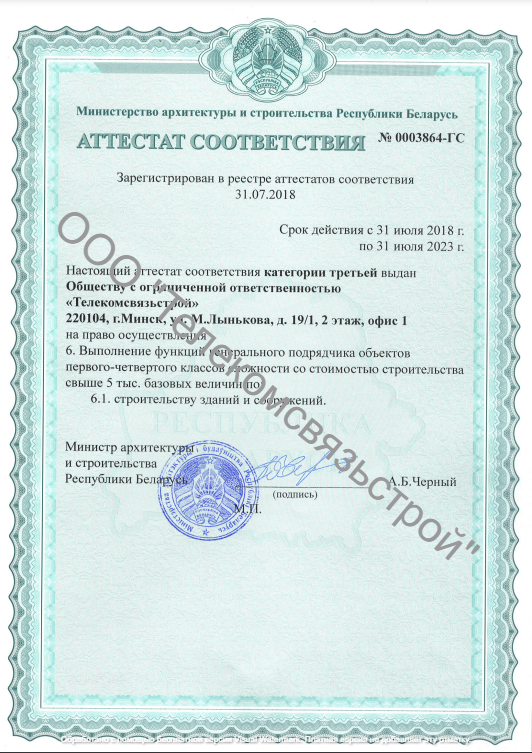 Министерство архитектуры и строительства Республики Беларусь
АТТЕСТАТ СООТВЕТСТВИЯ № 0003864-ГС
Зарегистрирован в реестре аттестатов соответствия
31.07.2018
Срок действия с 31 июля 2018 г.
по 31 июля 2023 г.
Настоящий аттестат соответствия категории третьей выдан
Обществу с ограниченной ответственностью
«Телекомсвязьстрой»
220104, г.Минск, ул. М.Лынькова, д. 19/1, 2 этаж, офис 1
на право осуществления
6. Выполнение функций генерального подрядчика объектов
первого-четвертого классов сложности со стоимостью строительства
свыше 5 тыс. базовых величин по:
6.1. строительству зданий и сооружений.
РЕСПУБЛИКА
Министр архитектуры
и строительства
Республики Беларусь
А.Б.Черный
(подпись)
М.П.
ООО "Телекомсвязьстрой"